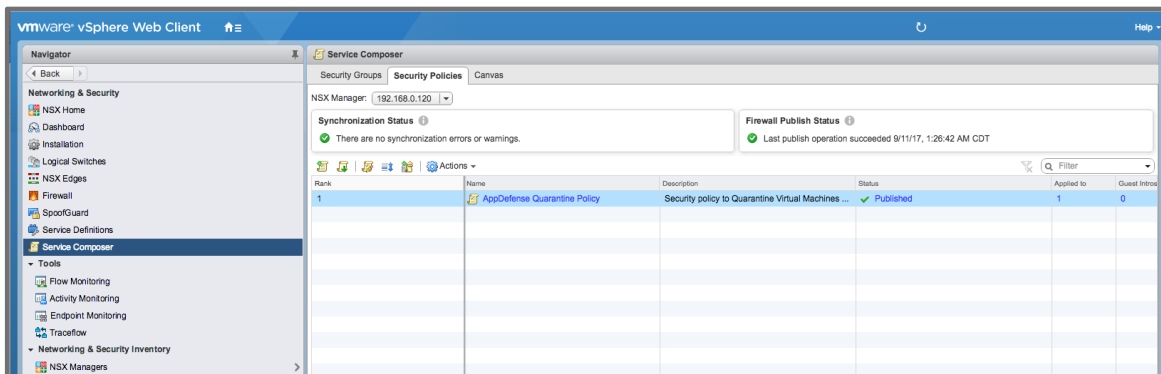 vmware® vSphere Web Client
Help
Navigator
Back
Networking & Security
NSX Home
Dashboard
Installation
Logical Switches
NSX Edges
Firewall
SpoofGuard
Service Definitions
Service Composer
Tools
Flow Monitoring
Activity Monitoring
Endpoint Monitoring
Traceflow
Networking & Security Inventory
NSX Managers
Service Composer
Security Groups Security Policies Canvas
NSX Manager: 192.168.0.120
Synchronization Status
There are no synchronization errors or warnings.
Firewall Publish Status
Last publish operation succeeded 9/11/17, 1:26:42 AM CDT
Actions
Filter
Rank Name Description Status Applied to Guest Intros
1 AppDefense Quarantine Policy Security policy to Quarantine Virtual Machines ... Published 1 0